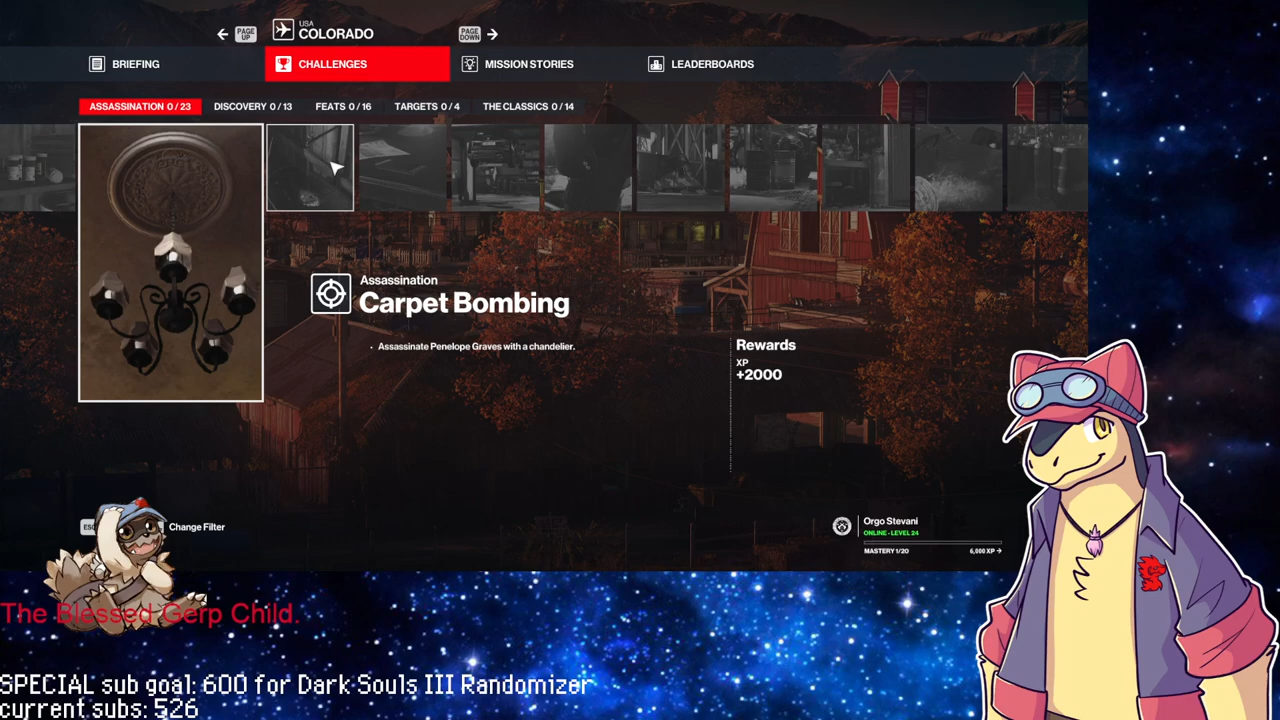 PAGE UP
USA
COLORADO
PAGE DOWN
BRIEFING
CHALLENGES
MISSION STORIES
LEADERBOARDS
ASSASSINATION 0 / 23
DISCOVERY 0 / 13
FEATS 0 / 16
TARGETS 0 / 4
THE CLASSICS 0 / 14
Assassination
Carpet Bombing
Assassinate Penelope Graves with a chandelier.
Rewards
XP
+2000
Change Filter
Orgo Stevani
ONLINE - LEVEL 24
MASTERY 1/20
6,000 XP
The Blessed Gerp Child.
SPECIAL sub goal: 600 for Dark Souls III Randomizer
current subs: 526